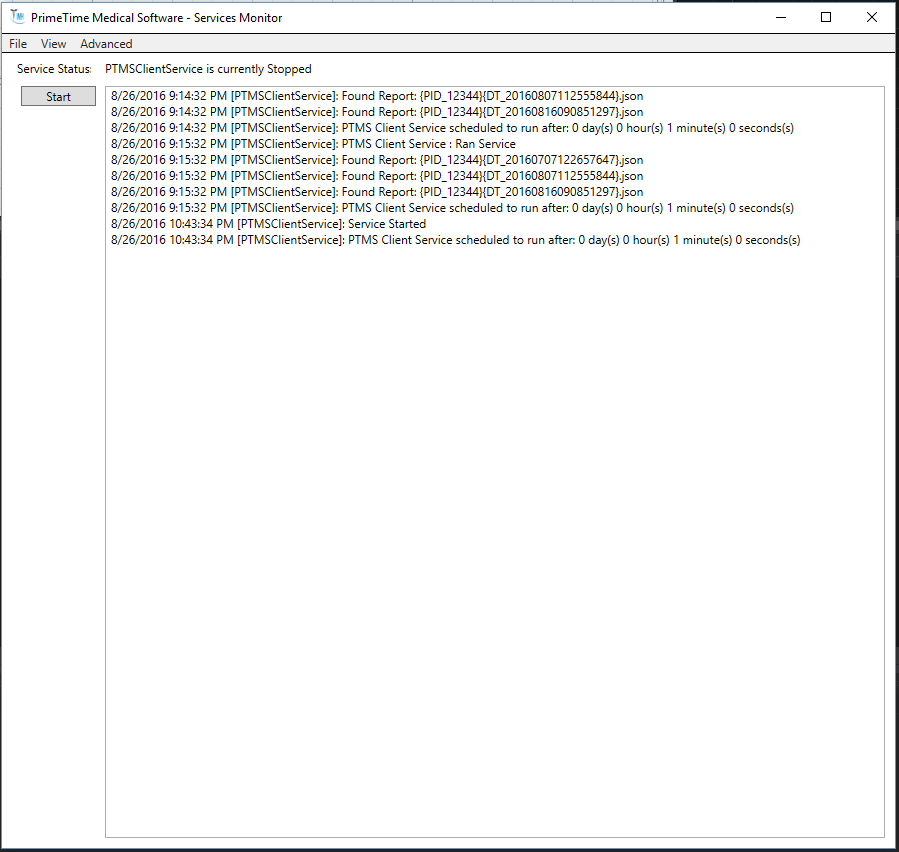 PrimeTime Medical Software - Services Monitor
File View Advanced
Service Status: PTMSClientService is currently Stopped
Start
8/26/2016 9:14:32 PM [PTMSClientService]: Found Report: {PID_12344}{DT_20160807112555844}.json
8/26/2016 9:14:32 PM [PTMSClientService]: Found Report: {PID_12344}{DT_20160816090851297}.json
8/26/2016 9:14:32 PM [PTMSClientService]: PTMS Client Service scheduled to run after: 0 day(s) 0 hour(s) 1 minute(s) 0 seconds(s)
8/26/2016 9:15:32 PM [PTMSClientService]: PTMS Client Service : Ran Service
8/26/2016 9:15:32 PM [PTMSClientService]: Found Report: {PID_12344}{DT_20160707122657647}.json
8/26/2016 9:15:32 PM [PTMSClientService]: Found Report: {PID_12344}{DT_20160807112555844}.json
8/26/2016 9:15:32 PM [PTMSClientService]: Found Report: {PID_12344}{DT_20160816090851297}.json
8/26/2016 9:15:32 PM [PTMSClientService]: PTMS Client Service scheduled to run after: 0 day(s) 0 hour(s) 1 minute(s) 0 seconds(s)
8/26/2016 10:43:34 PM [PTMSClientService]: Service Started
8/26/2016 10:43:34 PM [PTMSClientService]: PTMS Client Service scheduled to run after: 0 day(s) 0 hour(s) 1 minute(s) 0 seconds(s)